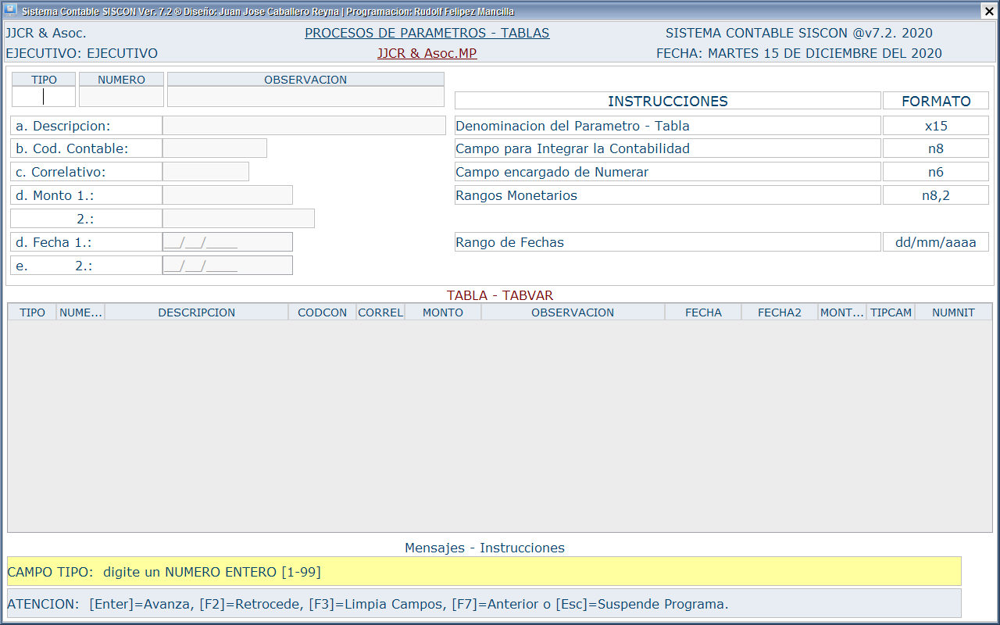 Sistema Contable SISCON Ver. 7.2 ® Diseño: Juan Jose Caballero Reyna | Programacion: Rudolf Felipez Mancilla
JJCR & Asoc. PROCESOS DE PARAMETROS - TABLAS SISTEMA CONTABLE SISCON @v7.2. 2020
EJECUTIVO: EJECUTIVO JJCR & Asoc.MP FECHA: MARTES 15 DE DICIEMBRE DEL 2020
TIPO NUMERO OBSERVACION
INSTRUCCIONES FORMATO
a. Descripcion: Denominacion del Parametro - Tabla x15
b. Cod. Contable: Campo para Integrar la Contabilidad n8
c. Correlativo: Campo encargado de Numerar n6
d. Monto 1.: Rangos Monetarios n8,2
2.:
d. Fecha 1.: __/__/____ Rango de Fechas dd/mm/aaaa
e. 2.: __/__/____
TABLA - TABVAR
TIPO NUME... DESCRIPCION CODCON CORREL MONTO OBSERVACION FECHA FECHA2 MONT... TIPCAM NUMNIT
Mensajes - Instrucciones
CAMPO TIPO: digite un NUMERO ENTERO [1-99]
ATENCION: [Enter]=Avanza, [F2]=Retrocede, [F3]=Limpia Campos, [F7]=Anterior o [Esc]=Suspende Programa.